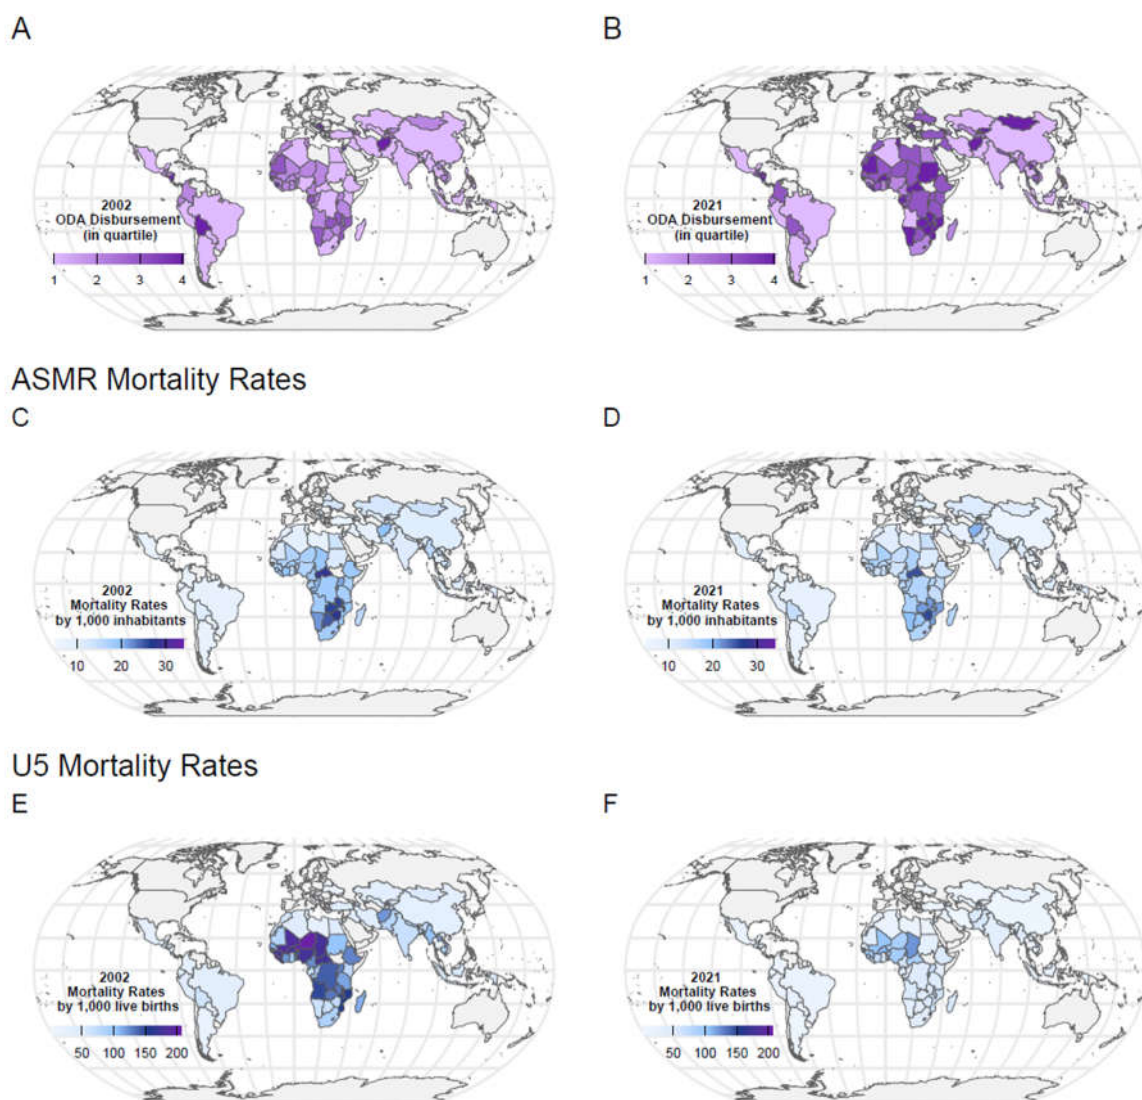 A
B
2002
ODA Disbursement
(in quartile)
1 2 3 4
2021
ODA Disbursement
(in quartile)
1 2 3 4
ASMR Mortality Rates
C
D
2002
Mortality Rates
by 1,000 inhabitants
10 20 30
2021
Mortality Rates
by 1,000 inhabitants
10 20 30
U5 Mortality Rates
E
F
2002
Mortality Rates
by 1,000 live births
50 100 150 200
2021
Mortality Rates
by 1,000 live births
50 100 150 200